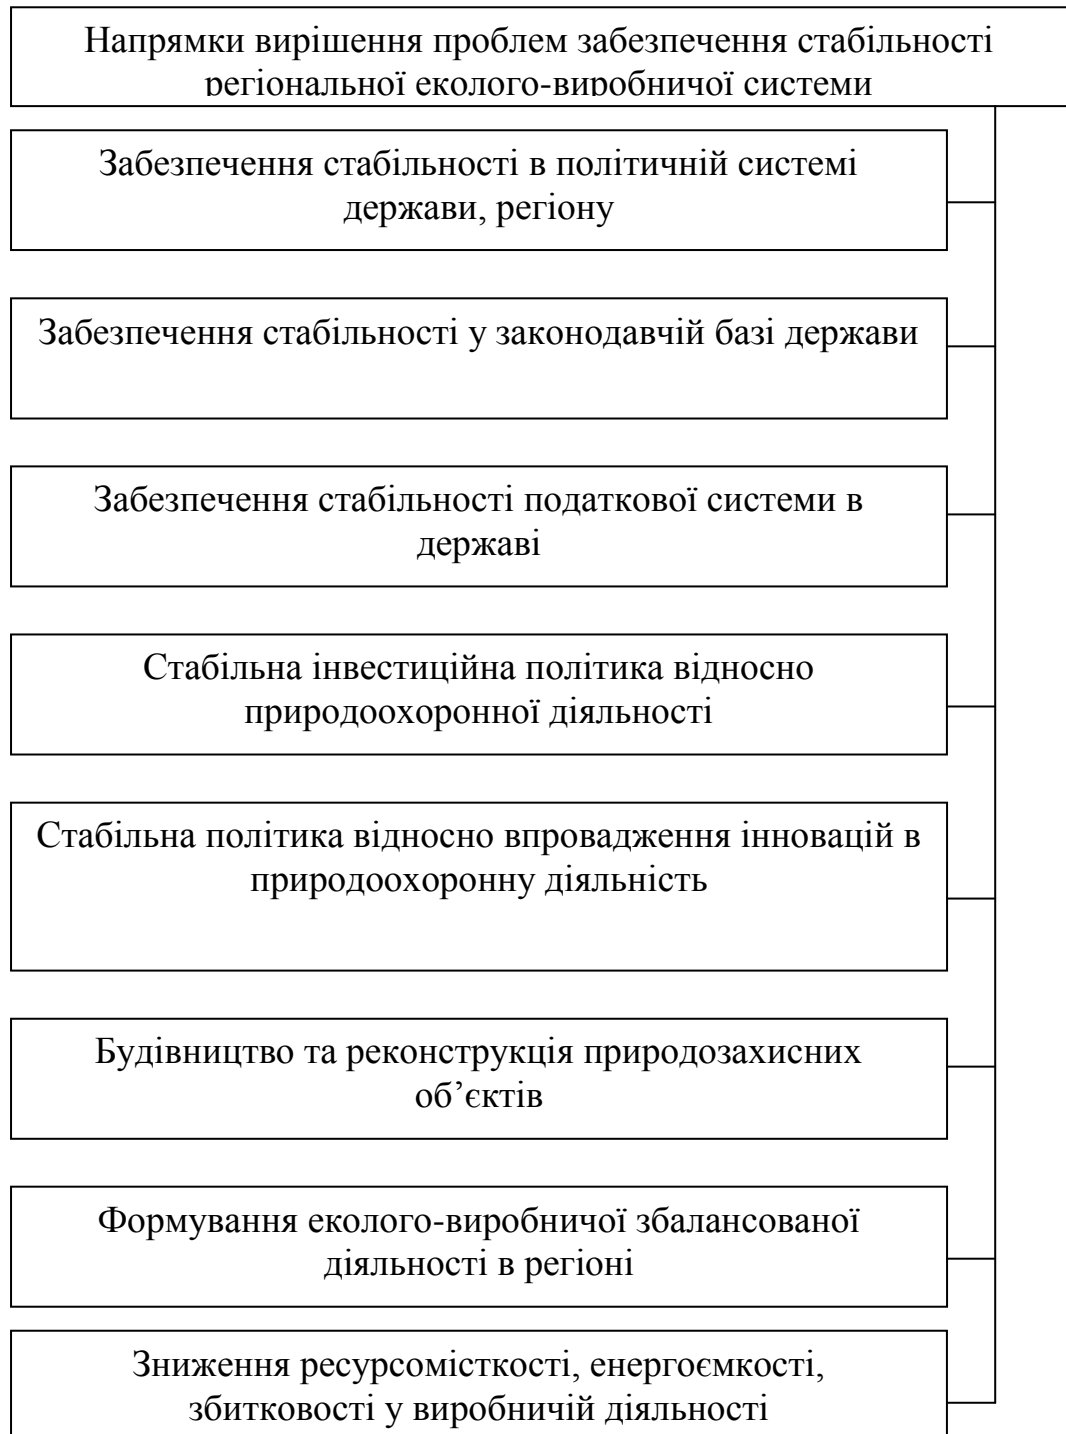 Напрямки вирішення проблем забезпечення стабільності
регіональної еколого-виробничої системи
Забезпечення стабільності в політичній системі
держави, регіону
Забезпечення стабільності у законодавчій базі держави
Забезпечення стабільності податкової системи в
державі
Стабільна інвестиційна політика відносно
природоохоронної діяльності
Стабільна політика відносно впровадження інновацій в
природоохоронну діяльність
Будівництво та реконструкція природозахисних
об’єктів
Формування еколого-виробничої збалансованої
діяльності в регіоні
Зниження ресурсомісткості, енергоємкості,
збитковості у виробничій діяльності